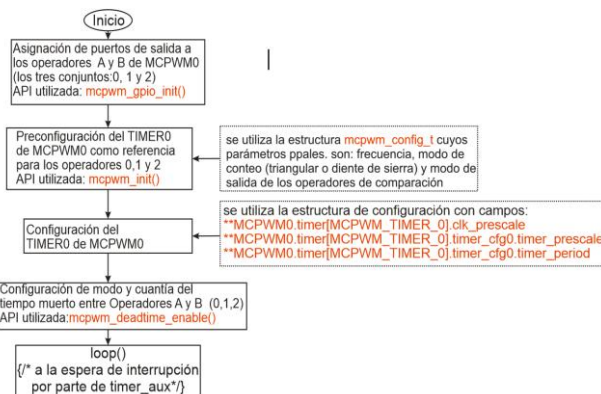 Inicio
Asignación de puertos de salida a
los operadores A y B de MCPWM0
(los tres conjuntos:0, 1 y 2)
API utilizada: mcpwm_gpio_init()
Preconfiguración del TIMER0
de MCPWM0 como referencia
para los operadores 0,1 y 2
API utilizada: mcpwm_init()
se utiliza la estructura mcpwm_config_t cuyos
parámetros ppales. son: frecuencia, modo de
conteo (triangular o diente de sierra) y modo de
salida de los operadores de comparación
Configuración del
TIMER0 de MCPWM0
se utiliza la estructura de configuración con campos:
**MCPWM0.timer[MCPWM_TIMER_0].clk_prescale
**MCPWM0.timer[MCPWM_TIMER_0].timer_cfg0.timer_prescale
**MCPWM0.timer[MCPWM_TIMER_0].timer_cfg0.timer_period
Configuración de modo y cuantía del
tiempo muerto entre Operadores A y B (0,1,2)
API utilizada:mcpwm_deadtime_enable()
loop()
{/* a la espera de interrupción
por parte de timer_aux*/}